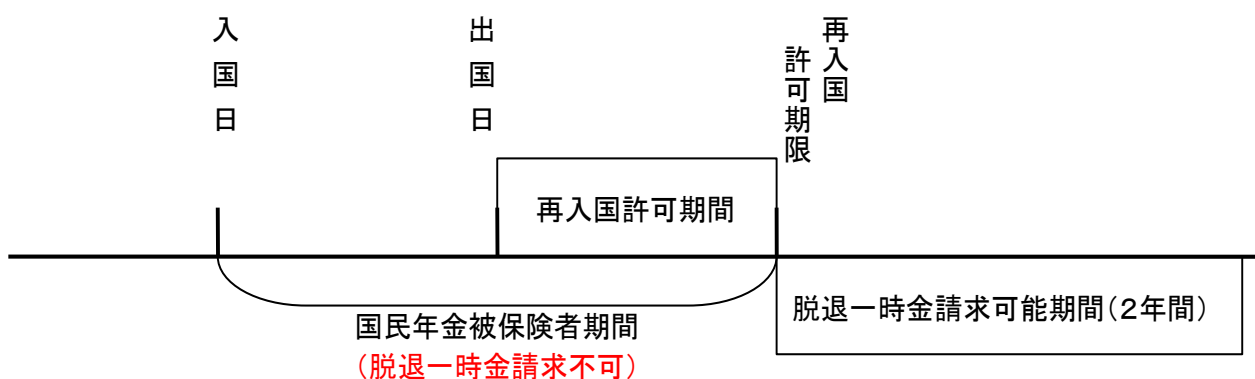 入国日
出国日
再入国
許可期限
再入国許可期間
国民年金被保険者期間
（脱退一時金請求不可）
脱退一時金請求可能期間（２年間）